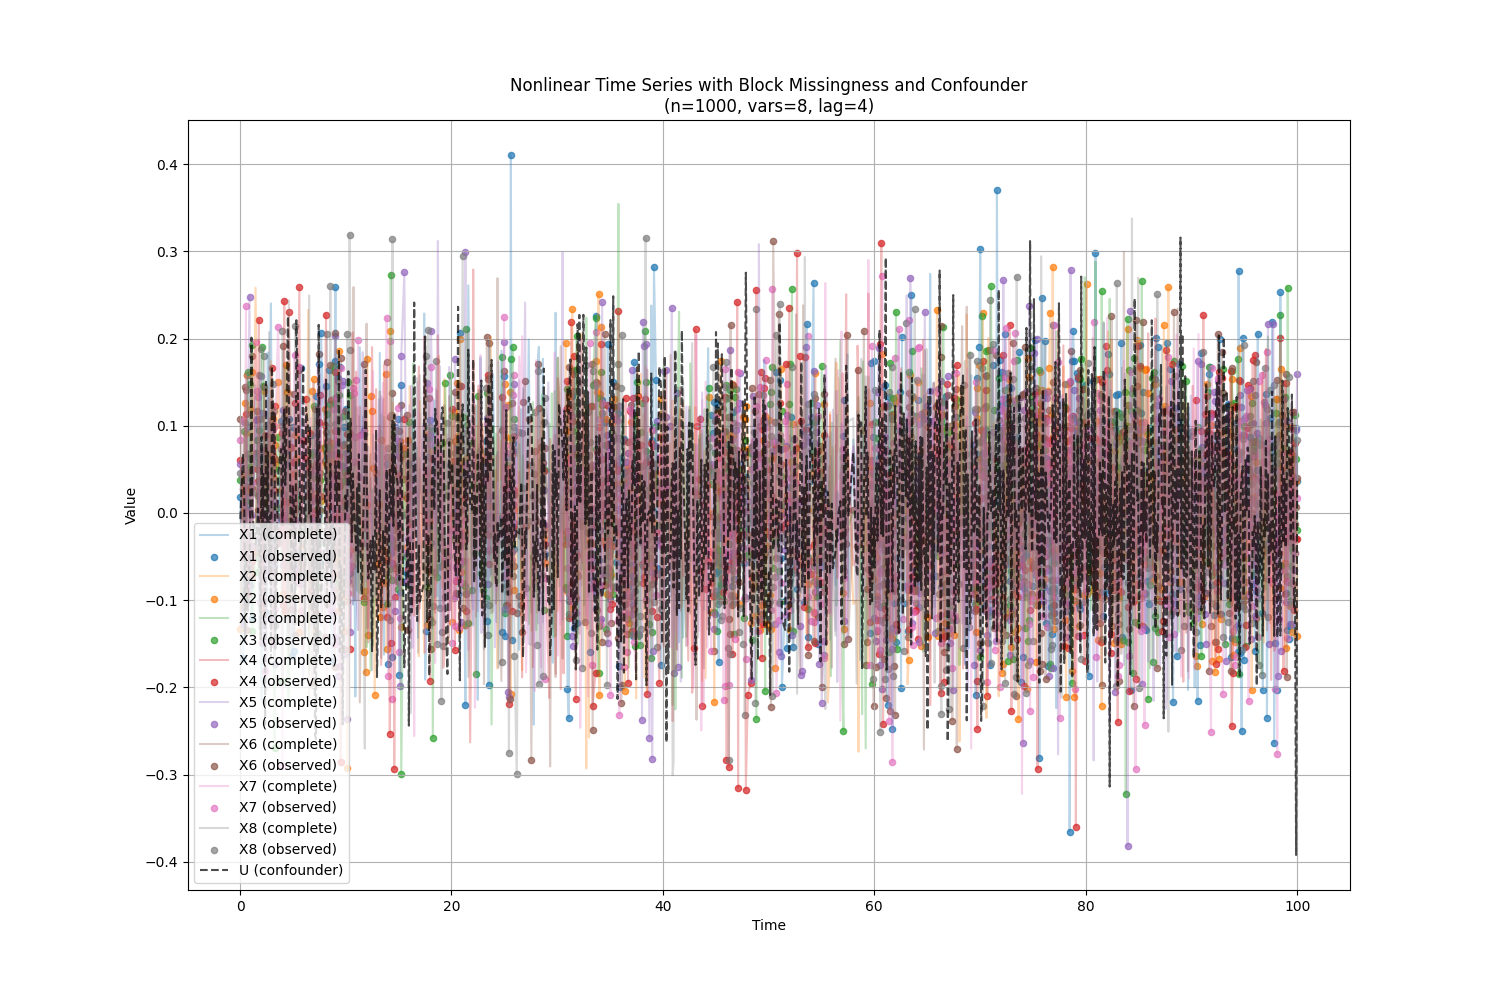 Nonlinear Time Series with Block Missingness and Confounder
(n=1000, vars=8, lag=4)
Value
0.4
0.3
0.2
0.1
0.0
−0.1
−0.2
−0.3
−0.4
X1 (complete)
X1 (observed)
X2 (complete)
X2 (observed)
X3 (complete)
X3 (observed)
X4 (complete)
X4 (observed)
X5 (complete)
X5 (observed)
X6 (complete)
X6 (observed)
X7 (complete)
X7 (observed)
X8 (complete)
X8 (observed)
U (confounder)
0 20 40 60 80 100
Time